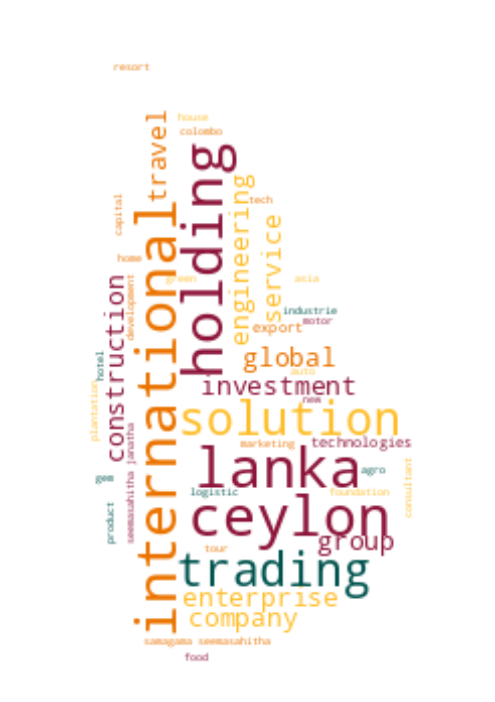 resort
house
colombo
travel
holding
international
capital
tech
engineering
service
home
green
asia
development
construction
industrie
motor
export
global
hotel
auto
investment
new
plantation
solution
seemasahitha janatha
marketing
technologies
lanka
agro
gem
consultant
logistic
foundation
ceylon
product
group
tour
trading
enterprise
company
samagama seemasahitha
food